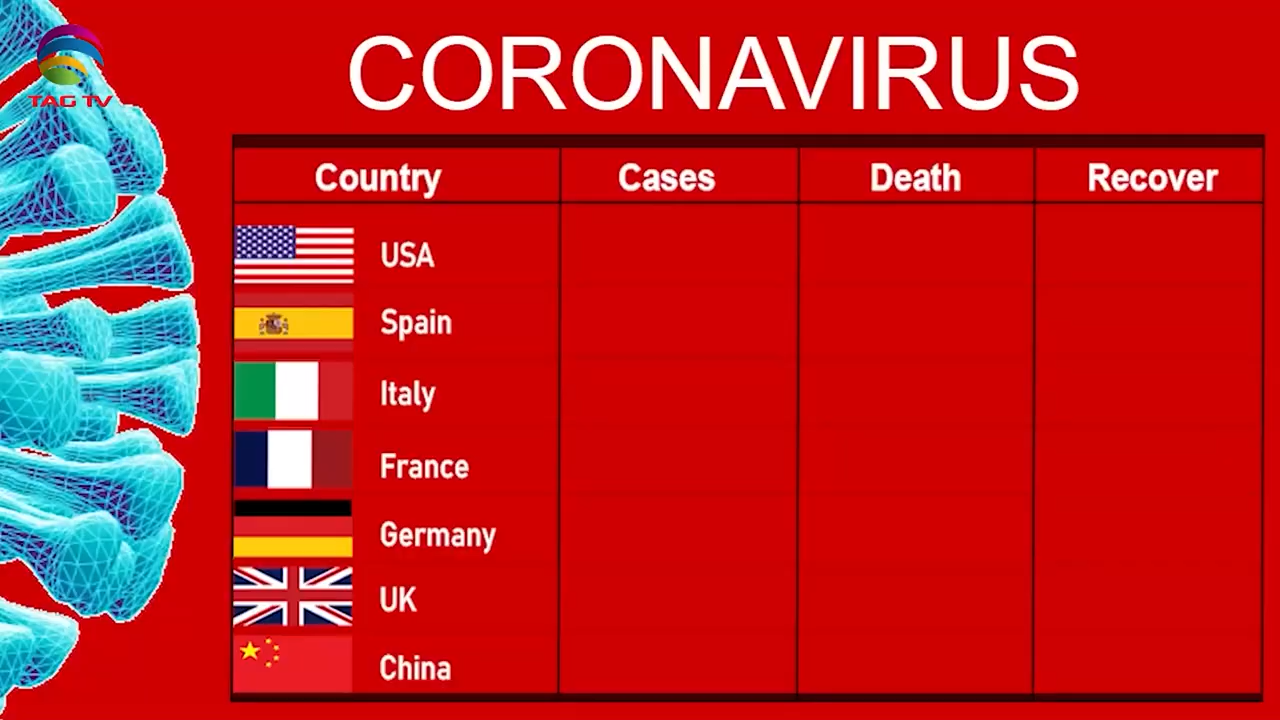 TAG TV
CORONAVIRUS
Country Cases Death Recover
USA
Spain
Italy
France
Germany
UK
China